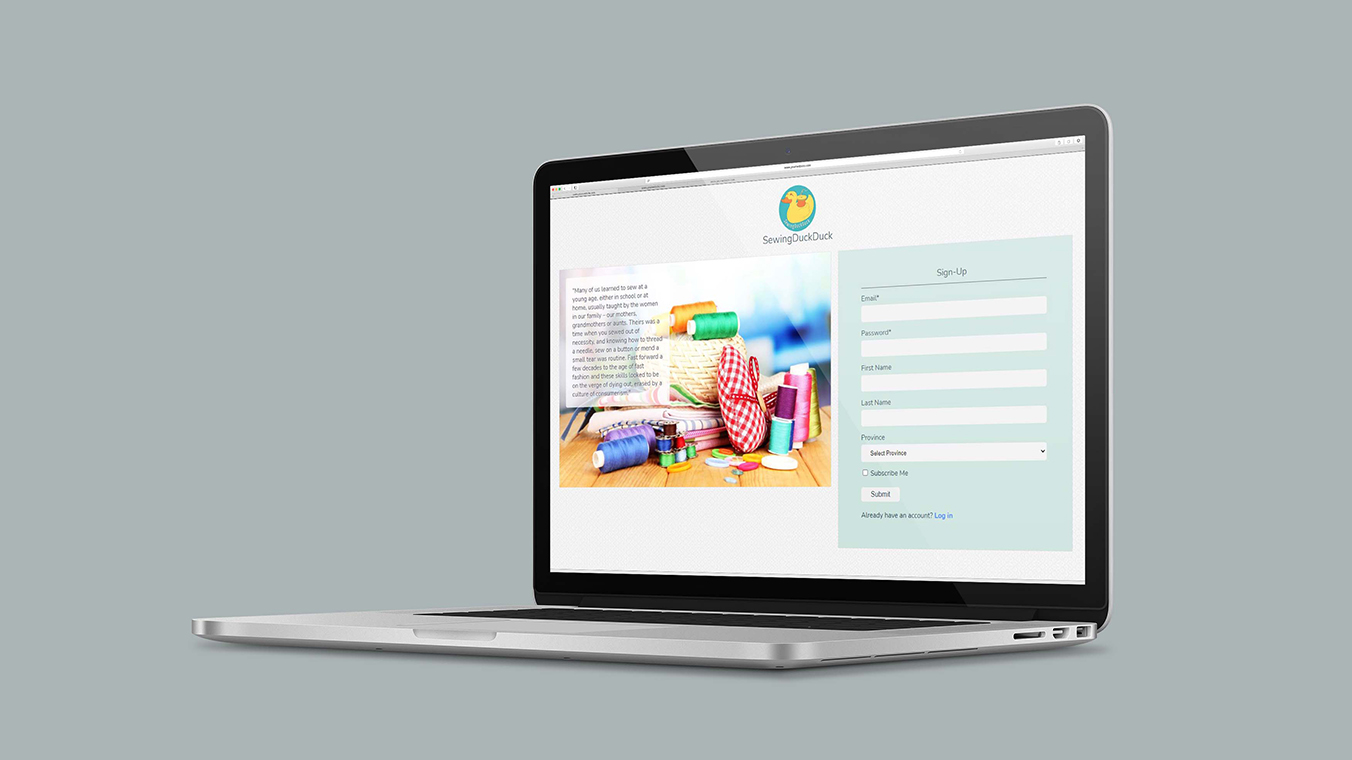 SewingDuckDuck
"Many of us learned to sew at a
young age, either in school or at
home, usually taught by the women
in our family - our mothers,
grandmothers or aunts. Theirs was a
time when you sewed out of
necessity, and knowing how to thread
a needle, sew on a button or mend a
small tear was routine. Fast forward a
few decades to the age of fast
fashion and these skills looked to be
on the verge of dying out, erased by a
culture of consumerism."
Sign-Up
Email*
Password*
First Name
Last Name
Province
Select Province
Subscribe Me
Submit
Already have an account? Log in